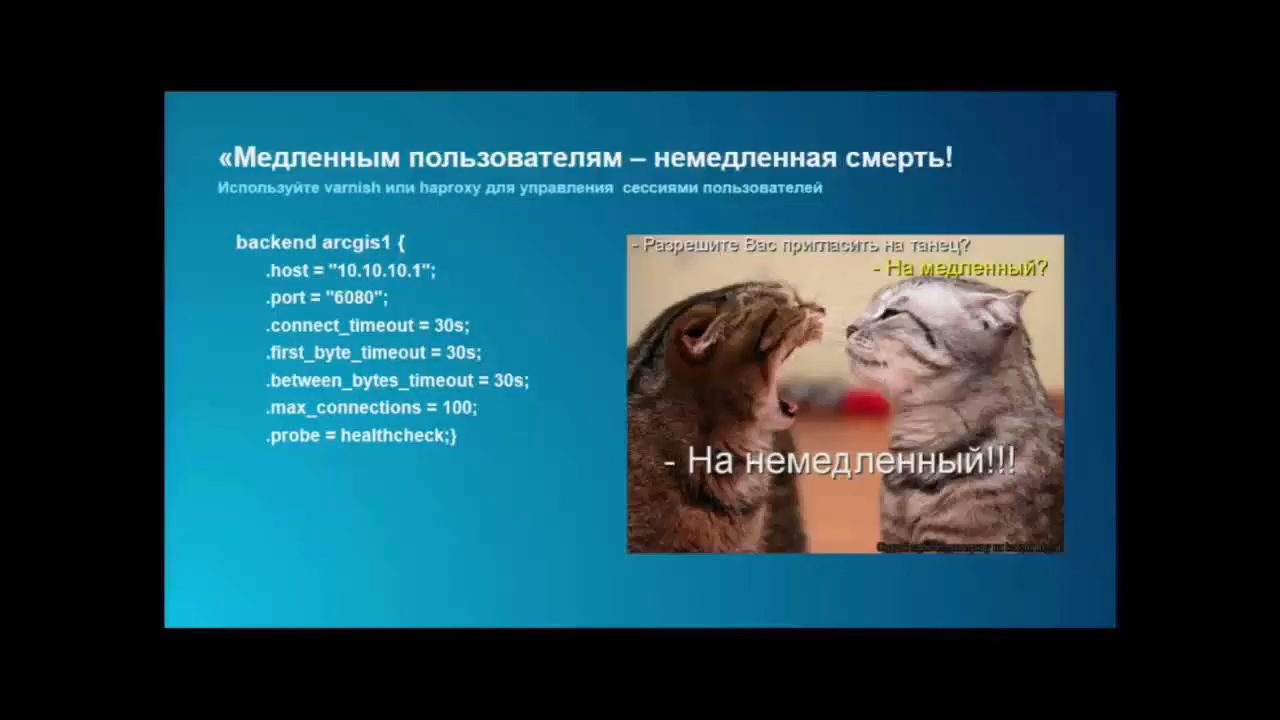 «Медленным пользователям – немедленная смерть!
Используйте varnish или haproxy для управления сессиями пользователей
backend arcgis1 {
.host = "10.10.10.1";
.port = "6080";
.connect_timeout = 30s;
.first_byte_timeout = 30s;
.between_bytes_timeout = 30s;
.max_connections = 100;
.probe = healthcheck;}
- Разрешите Вас пригласить на танец?
- На медленный?
- На немедленный!!!